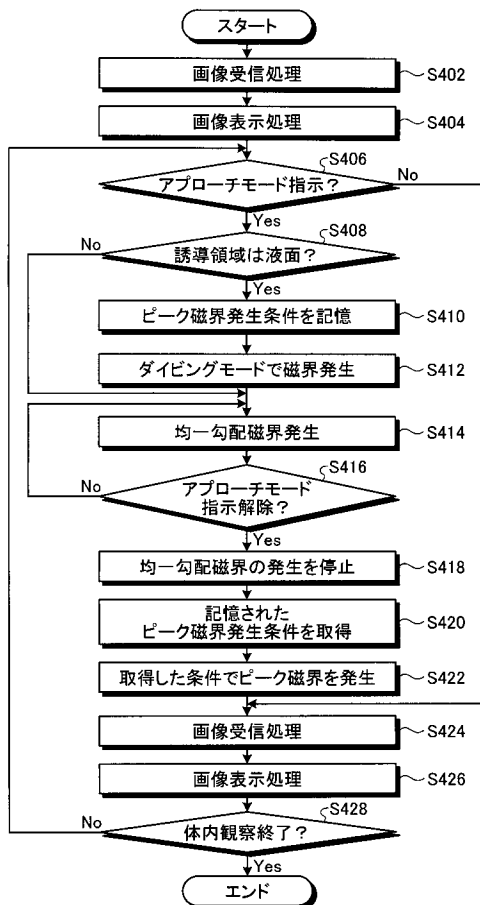 スタート
画像受信処理
S402
画像表示処理
S404
S406
アプローチモード指示?
No
Yes
S408
No
誘導領域は液面?
Yes
ピーク磁界発生条件を記憶
S410
ダイビングモードで磁界発生
S412
均一勾配磁界発生
S414
S416
No
アプローチモード
指示解除?
Yes
均一勾配磁界の発生を停止
S418
記憶された
ピーク磁界発生条件を取得
S420
取得した条件でピーク磁界を発生
S422
画像受信処理
S424
画像表示処理
S426
S428
No
体内観察終了?
Yes
エンド